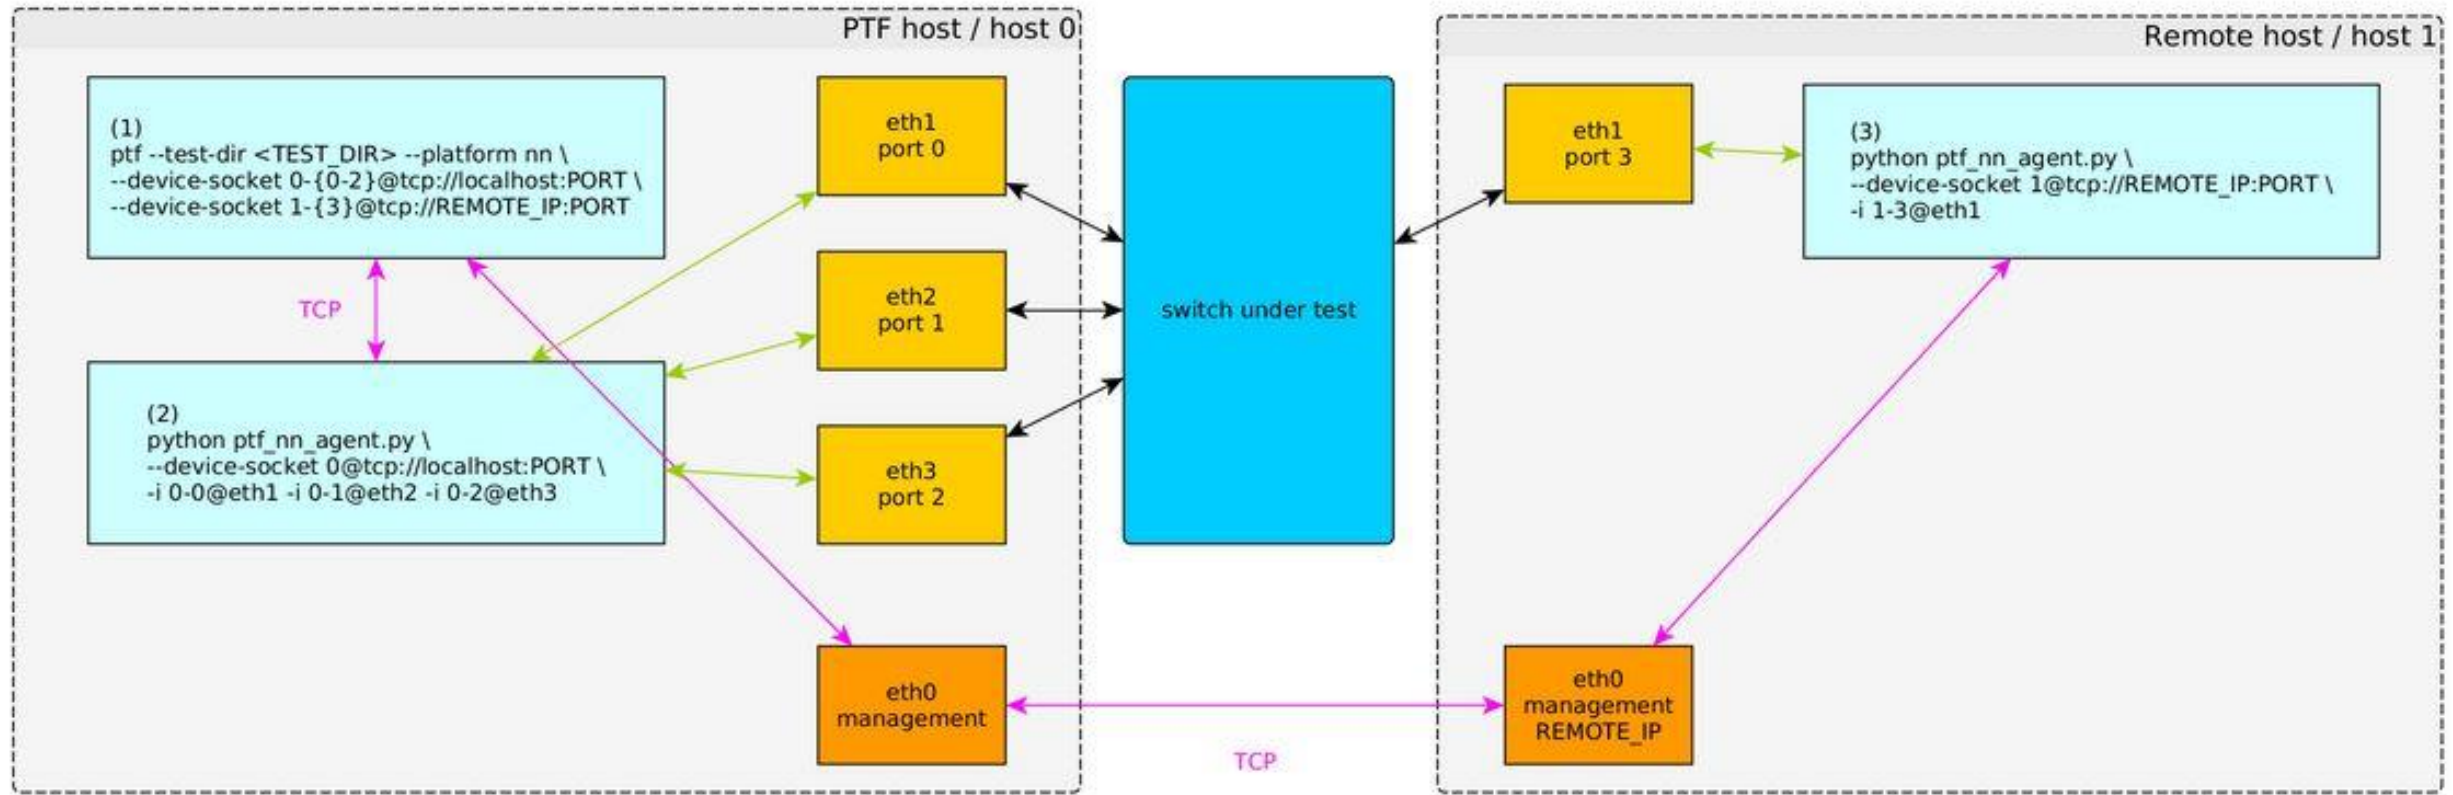 PTF host / host 0
(1)
ptf --test-dir <TEST_DIR> --platform nn \
--device-socket 0-{0-2}@tcp://localhost:PORT \
--device-socket 1-{3}@tcp://REMOTE_IP:PORT
TCP
(2)
python ptf_nn_agent.py \
--device-socket 0@tcp://localhost:PORT \
-i 0-0@eth1 -i 0-1@eth2 -i 0-2@eth3
eth1
port 0
eth2
port 1
eth3
port 2
eth0
management
switch under test
TCP
Remote host / host 1
eth1
port 3
(3)
python ptf_nn_agent.py \
--device-socket 1@tcp://REMOTE_IP:PORT \
-i 1-3@eth1
eth0
management
REMOTE_IP